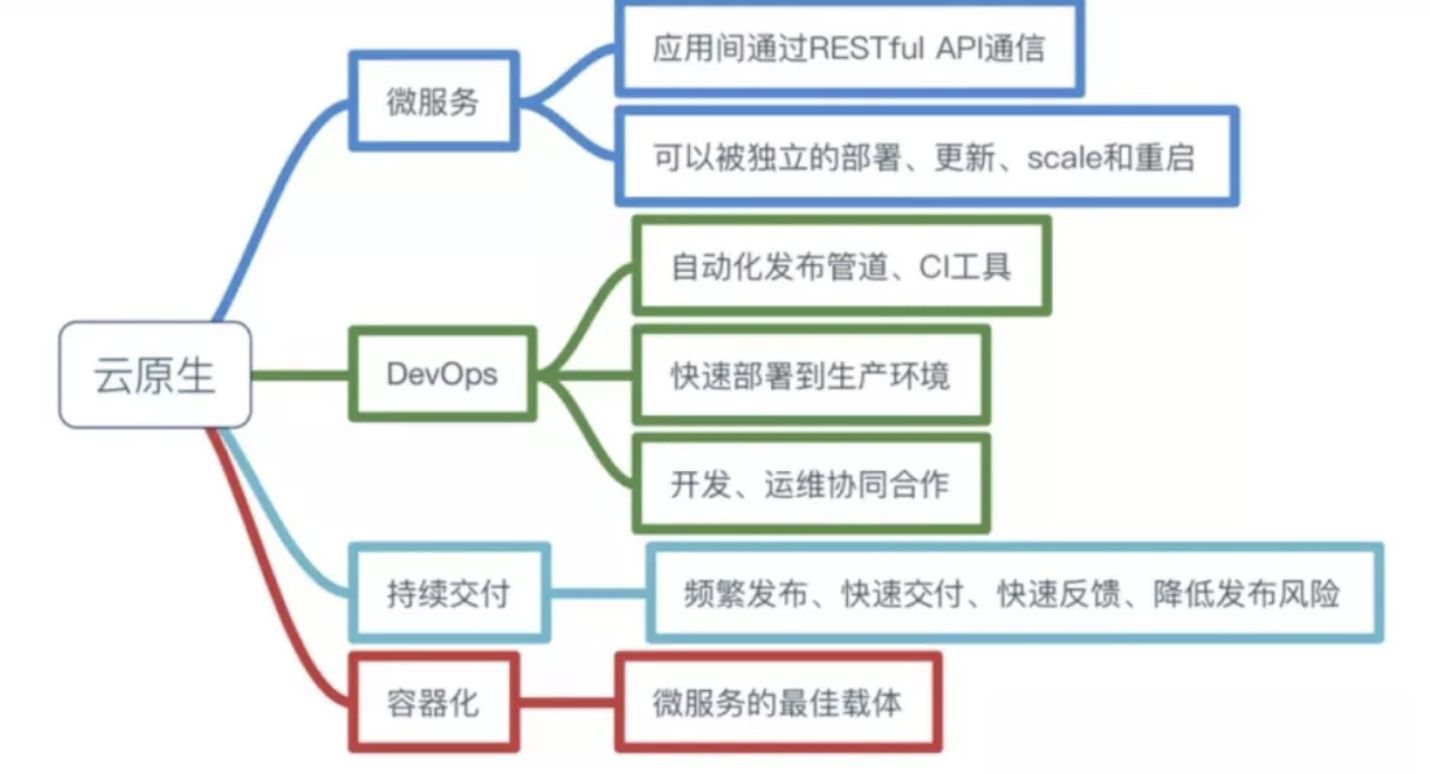 云原生
微服务
应用间通过RESTful API通信
可以被独立的部署、更新、scale和重启
DevOps
自动化发布管道、CI工具
快速部署到生产环境
开发、运维协同合作
持续交付
频繁发布、快速交付、快速反馈、降低发布风险
容器化
微服务的最佳载体